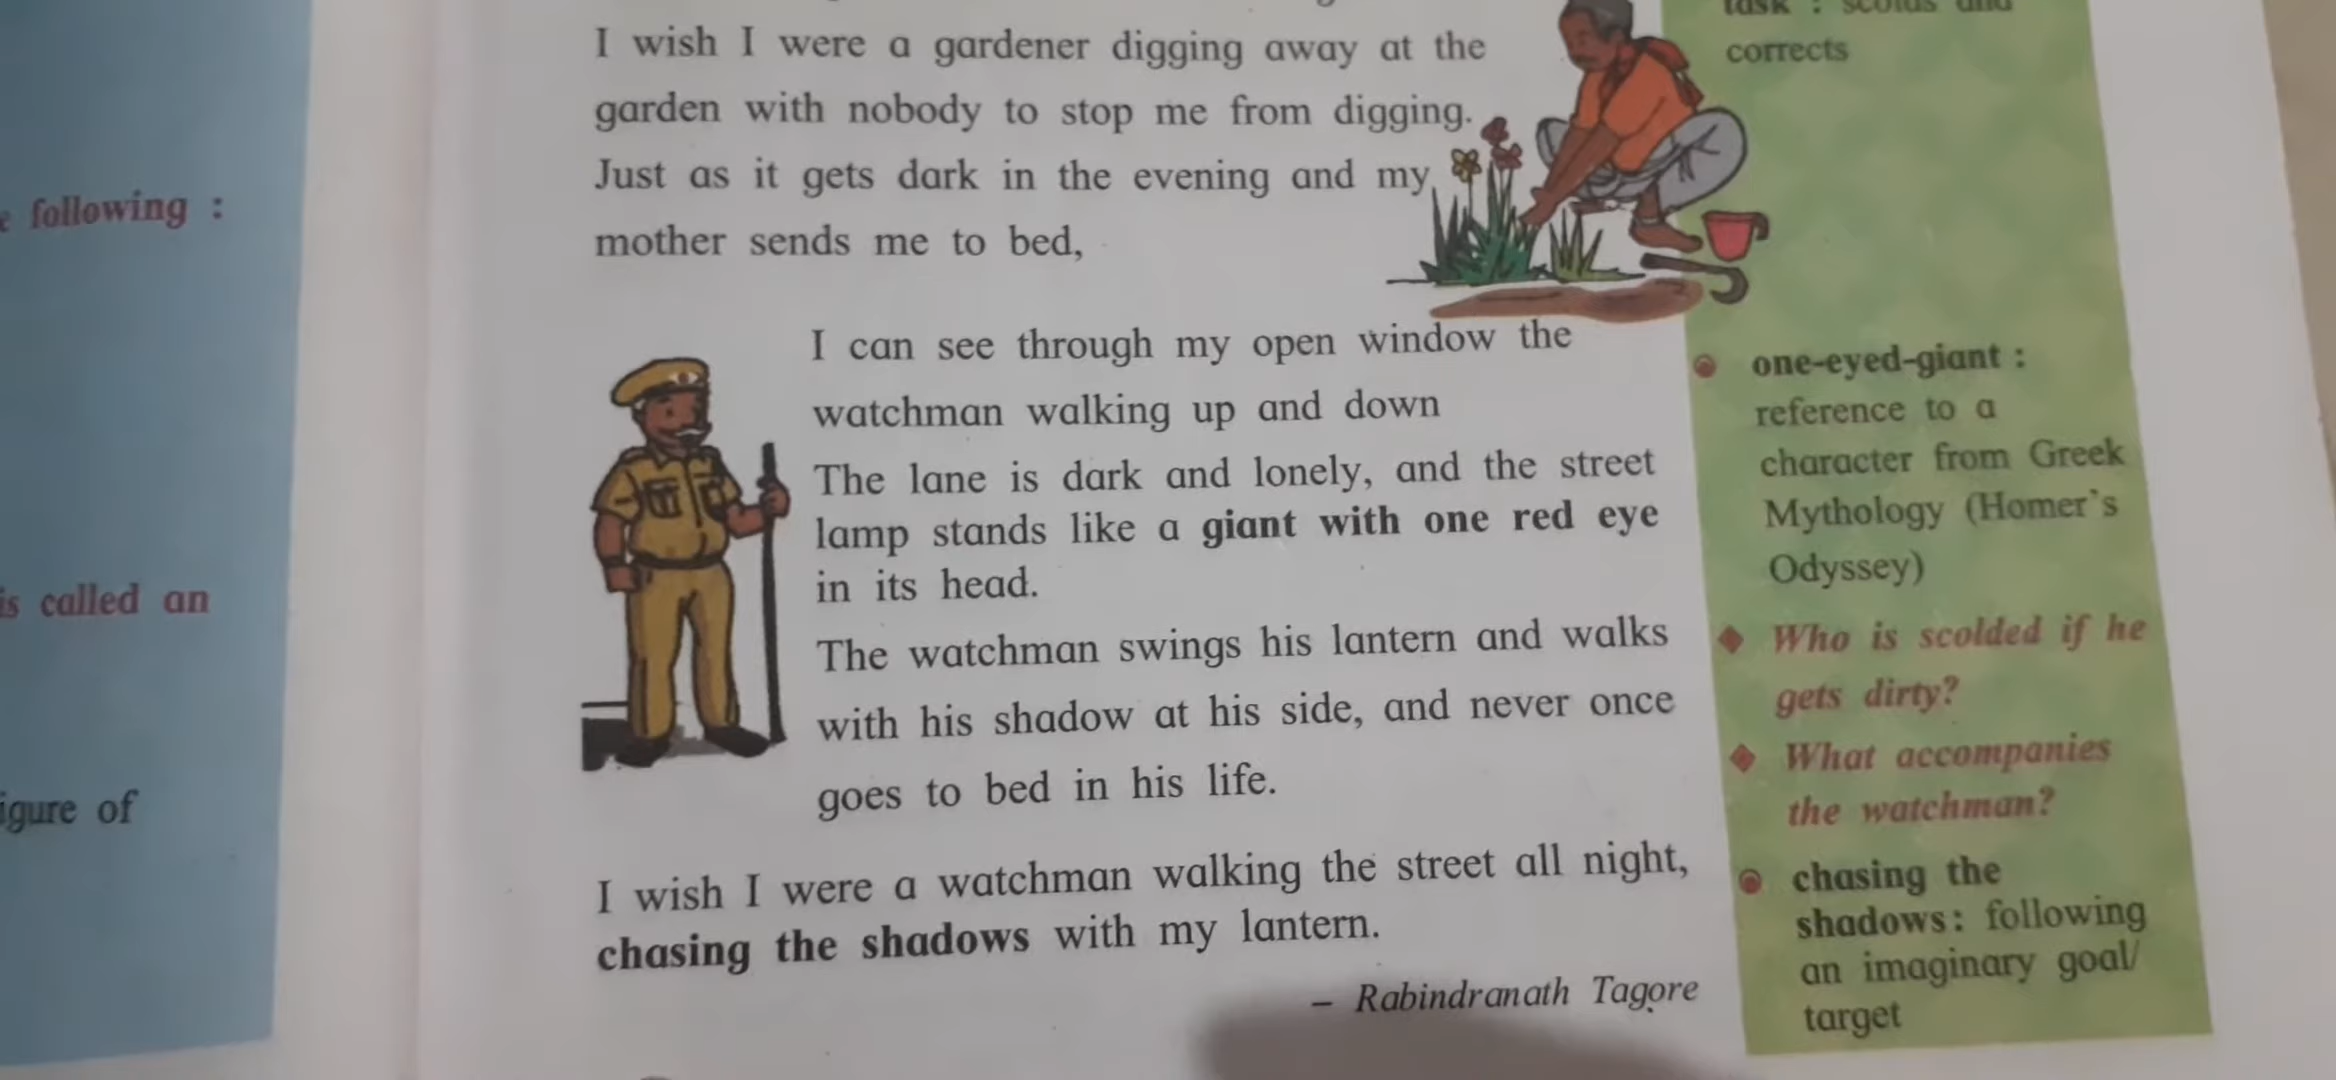 e following :
is called an
igure of
I wish I were a gardener digging away at the
garden with nobody to stop me from digging.
Just as it gets dark in the evening and my
mother sends me to bed,
I can see through my open window the
watchman walking up and down
The lane is dark and lonely, and the street
lamp stands like a giant with one red eye
in its head.
The watchman swings his lantern and walks
with his shadow at his side, and never once
goes to bed in his life.
I wish I were a watchman walking the street all night,
chasing the shadows with my lantern.
– Rabindranath Tagore
task : scolds and
corrects
one-eyed-giant :
reference to a
character from Greek
Mythology (Homer's
Odyssey)
Who is scolded if he
gets dirty?
What accompanies
the watchman?
chasing the
shadows: following
an imaginary goal/
target